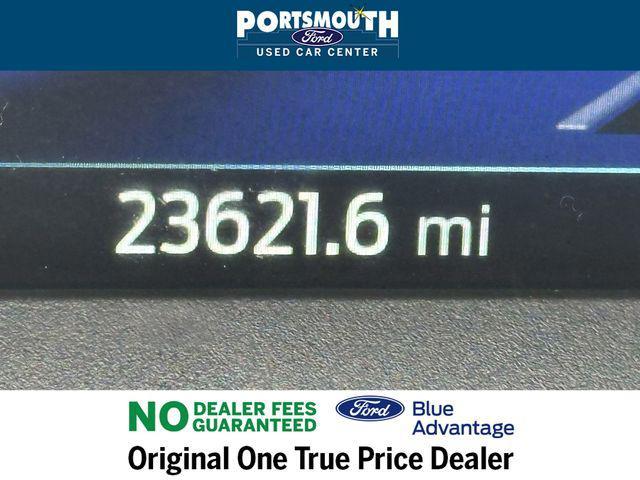 PORTSMOUTH
Ford
USED CAR CENTER
23621.6 mi
NO DEALER FEES
GUARANTEED
Ford
Blue
Advantage
Original One True Price Dealer